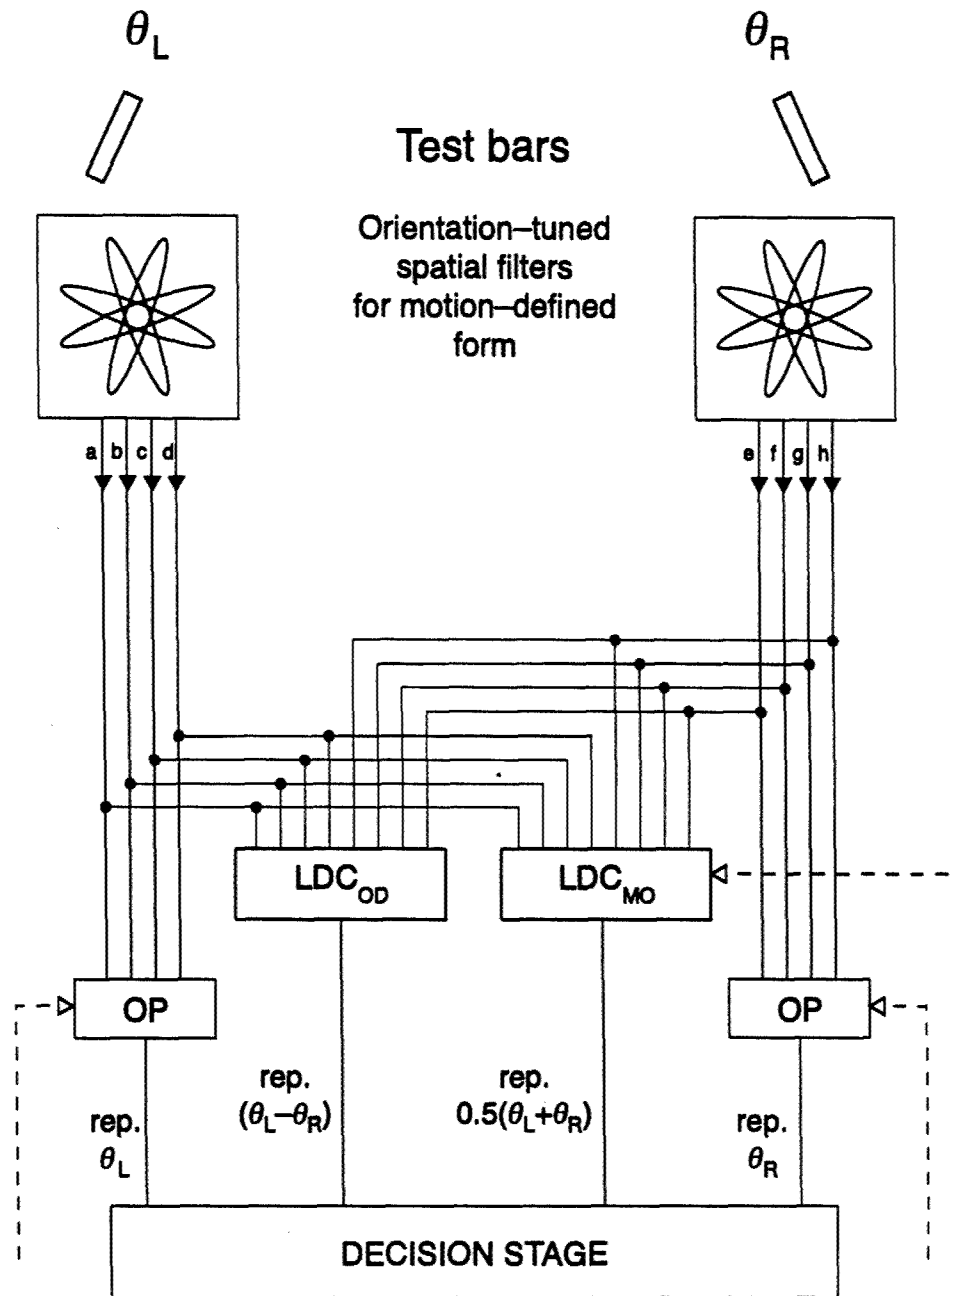 θL
θR
Test bars
Orientation–tuned
spatial filters
for motion–defined
form
a b c d
e f g h
LDCOD
LDCMO
OP
OP
rep.
θL
rep.
(θL–θR)
rep.
0.5(θL+θR)
rep.
θR
DECISION STAGE